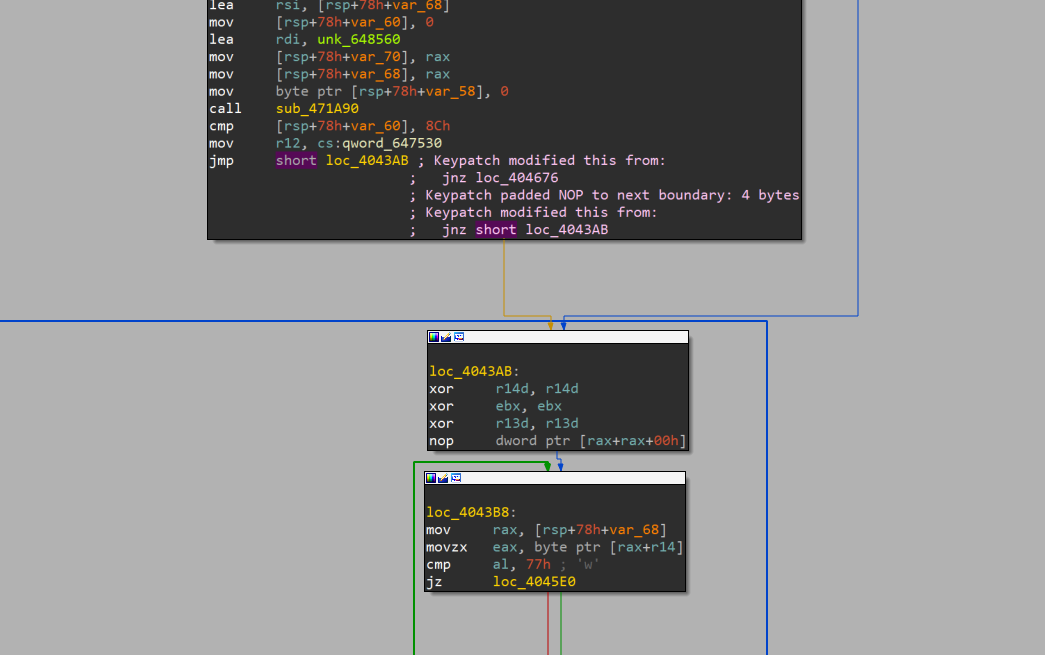 lea rsi, [rsp+78h+var_68]
mov [rsp+78h+var_60], 0
lea rdi, unk_648560
mov [rsp+78h+var_70], rax
mov [rsp+78h+var_68], rax
mov byte ptr [rsp+78h+var_58], 0
call sub_471A90
cmp [rsp+78h+var_60], 8Ch
mov r12, cs:qword_647530
jmp short loc_4043AB ; Keypatch modified this from:
; jnz loc_404676
; Keypatch padded NOP to next boundary: 4 bytes
; Keypatch modified this from:
; jnz short loc_4043AB
loc_4043AB:
xor r14d, r14d
xor ebx, ebx
xor r13d, r13d
nop dword ptr [rax+rax+00h]
loc_4043B8:
mov rax, [rsp+78h+var_68]
movzx eax, byte ptr [rax+r14]
cmp al, 77h ; 'w'
jz loc_4045E0